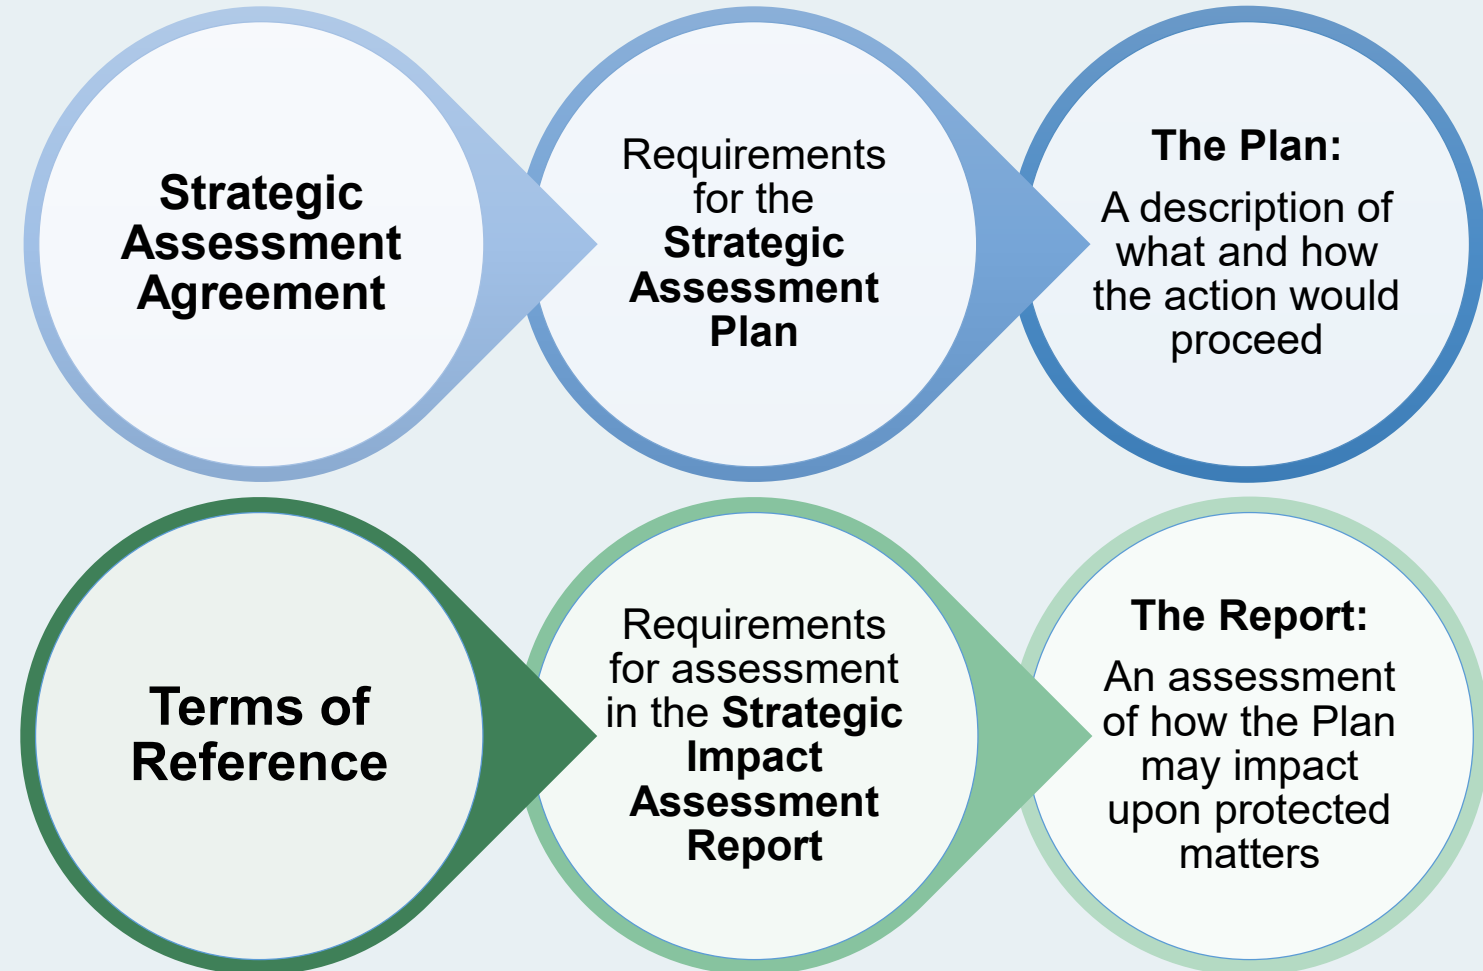 Strategic
Assessment
Agreement
Requirements
for the
Strategic
Assessment
Plan
The Plan:
A description of
what and how
the action would
proceed
Terms of
Reference
Requirements
for assessment
in the Strategic
Impact
Assessment
Report
The Report:
An assessment
of how the Plan
may impact
upon protected
matters